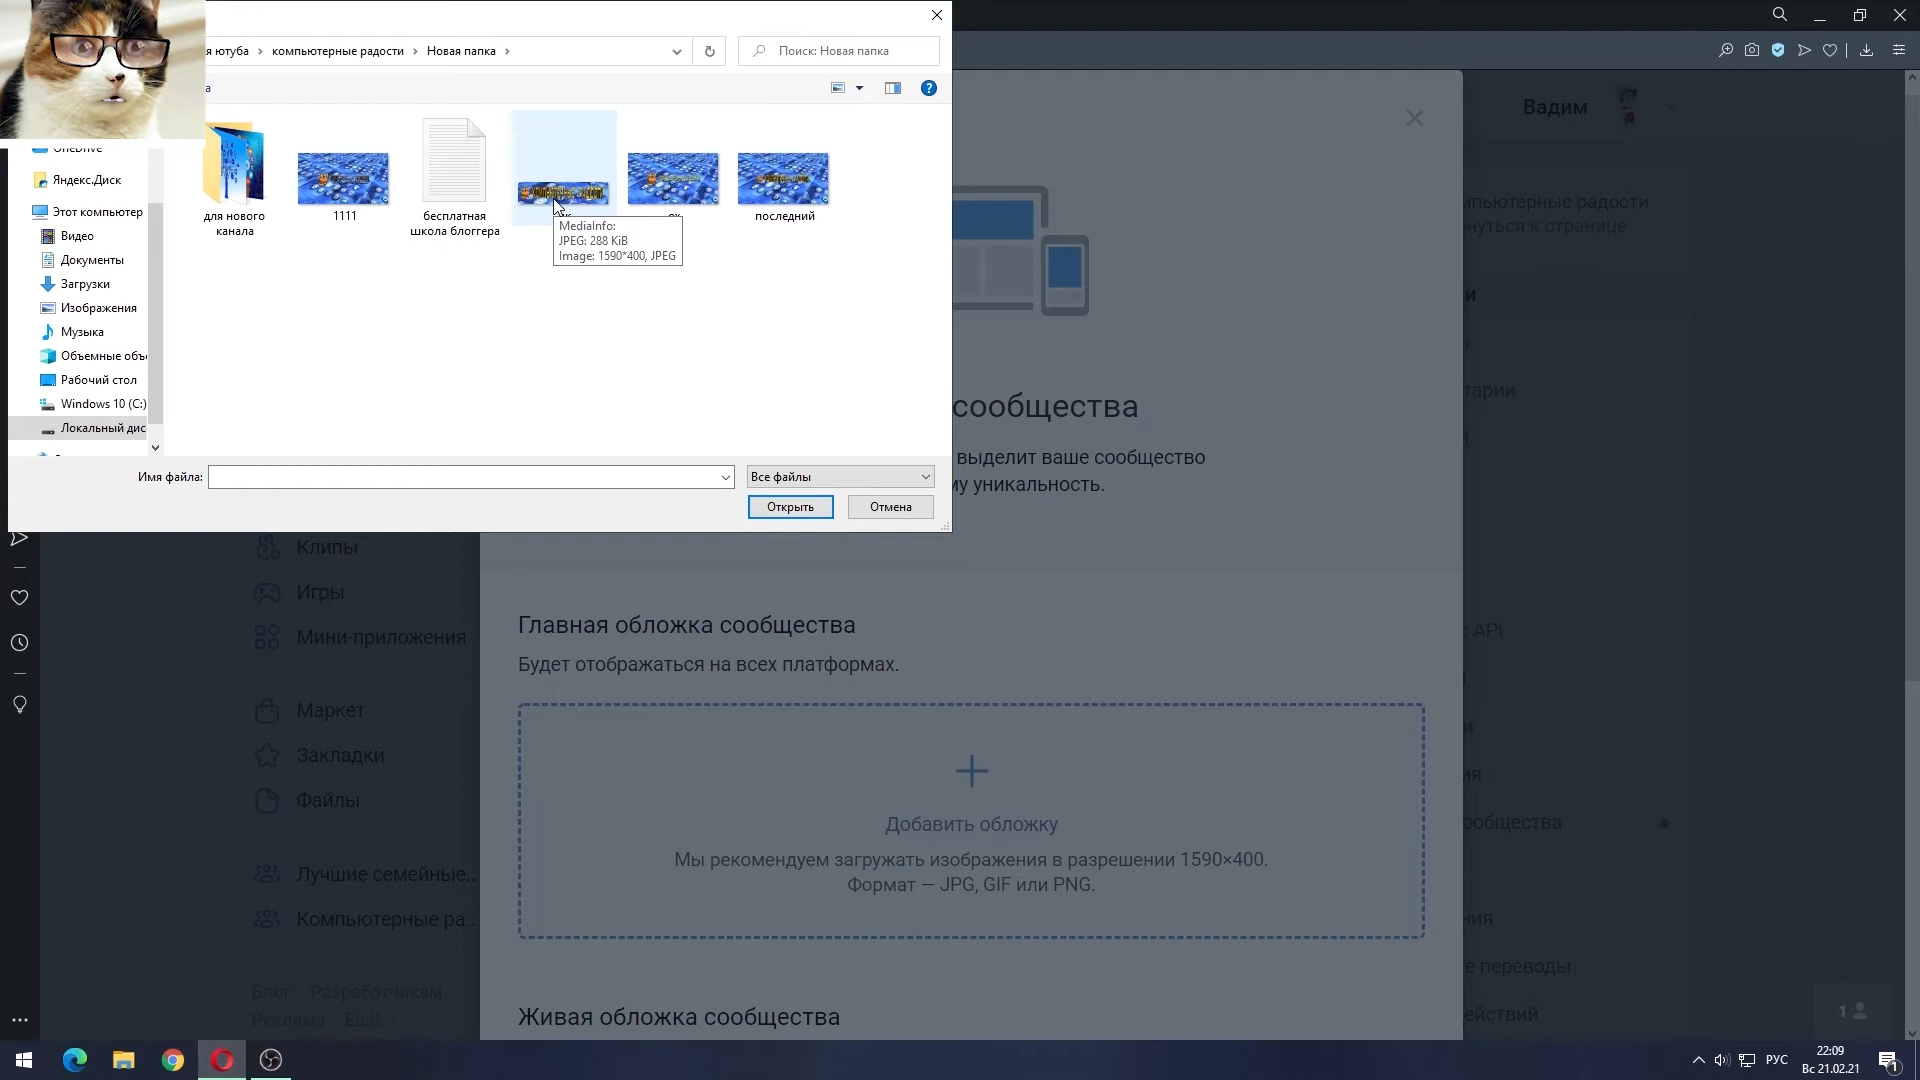 я ютуба › компьютерные радости › Новая папка ›
Поиск: Новая папка
а
OneDrive
Яндекс.Диск
Этот компьютер
Видео
Документы
Загрузки
Изображения
Музыка
Объемные объ
Рабочий стол
Windows 10 (C:)
Локальный дис
для нового
канала
1111
бесплатная
школа блоггера
последний
MediaInfo:
JPEG: 288 KiB
Image: 1590*400, JPEG
Имя файла:
Все файлы
Открыть
Отмена
Вадим
мпьютерные радости
нуться к странице
сообщества
выделит ваше сообщество
му уникальность.
Клипы
Игры
Мини-приложения
Маркет
Закладки
Файлы
Лучшие семейные...
Компьютерные ра...
Блог Разработчикам
Реклама Ещё
Главная обложка сообщества
Будет отображаться на всех платформах.
Добавить обложку
Мы рекомендуем загружать изображения в разрешении 1590×400.
Формат — JPG, GIF или PNG.
Живая обложка сообщества
тарии
API
ообщества
е переводы
ействий
1
РУС
22:09
Вс 21.02.21
1